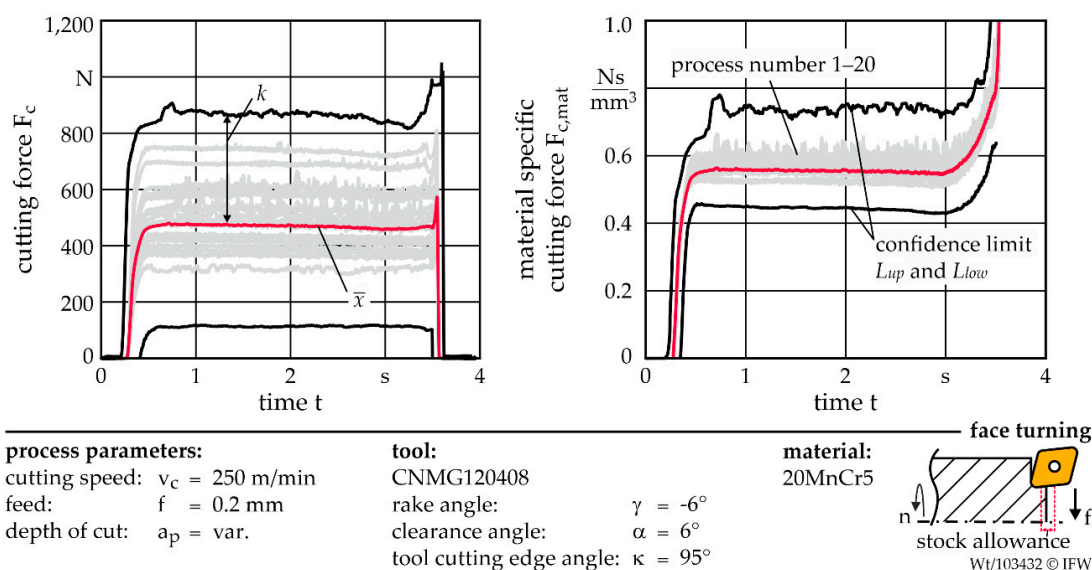 1,200
N
800
600
400
200
0
cutting force Fc
k
x̅
0 1 2 s 4
time t
1.0
Ns
mm³
0.6
0.4
0.2
0
material specific
cutting force Fc,mat
process number 1–20
confidence limit
Lup and Llow
0 1 2 s 4
time t
face turning
process parameters:
cutting speed: vc = 250 m/min
feed: f = 0.2 mm
depth of cut: ap = var.
tool:
CNMG120408
rake angle: γ = -6°
clearance angle: α = 6°
tool cutting edge angle: κ = 95°
material:
20MnCr5
n
f
stock allowance
Wt/103432 © IFW